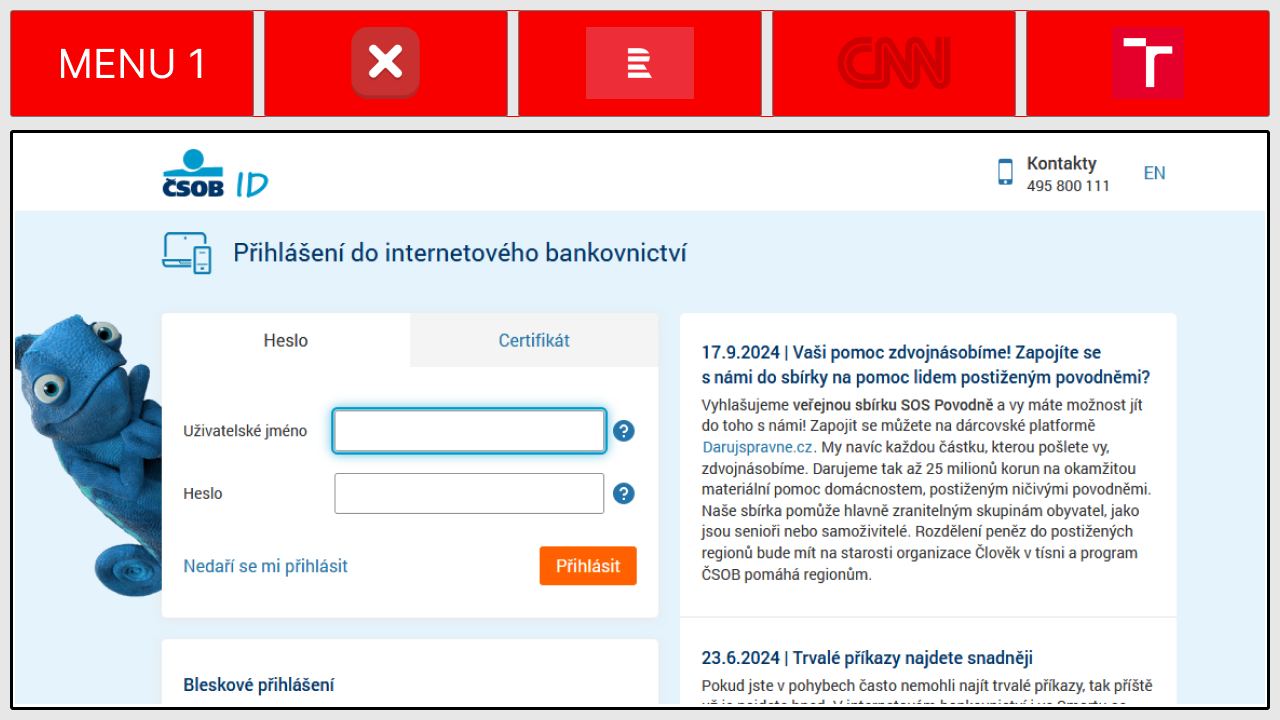 MENU 1
CNN
T
ČSOB ID
Kontakty
495 800 111
EN
Přihlášení do internetového bankovnictví
Heslo
Certifikát
Uživatelské jméno
?
Heslo
?
Nedaří se mi přihlásit
Přihlásit
Bleskové přihlášení
17.9.2024 | Vaši pomoc zdvojnásobíme! Zapojíte se
s námi do sbírky na pomoc lidem postiženým povodněmi?
Vyhlašujeme veřejnou sbírku SOS Povodně a vy máte možnost jít
do toho s námi! Zapojit se můžete na dárcovské platformě
Darujspravne.cz. My navíc každou částku, kterou pošlete vy,
zdvojnásobíme. Darujeme tak až 25 milionů korun na okamžitou
materiální pomoc domácnostem, postiženým ničivými povodněmi.
Naše sbírka pomůže hlavně zranitelným skupinám obyvatel, jako
jsou senioři nebo samoživitelé. Rozdělení peněz do postižených
regionů bude mít na starosti organizace Člověk v tísni a program
ČSOB pomáhá regionům.
23.6.2024 | Trvalé příkazy najdete snadněji
Pokud jste v pohybech často nemohli najít trvalé příkazy, tak příště